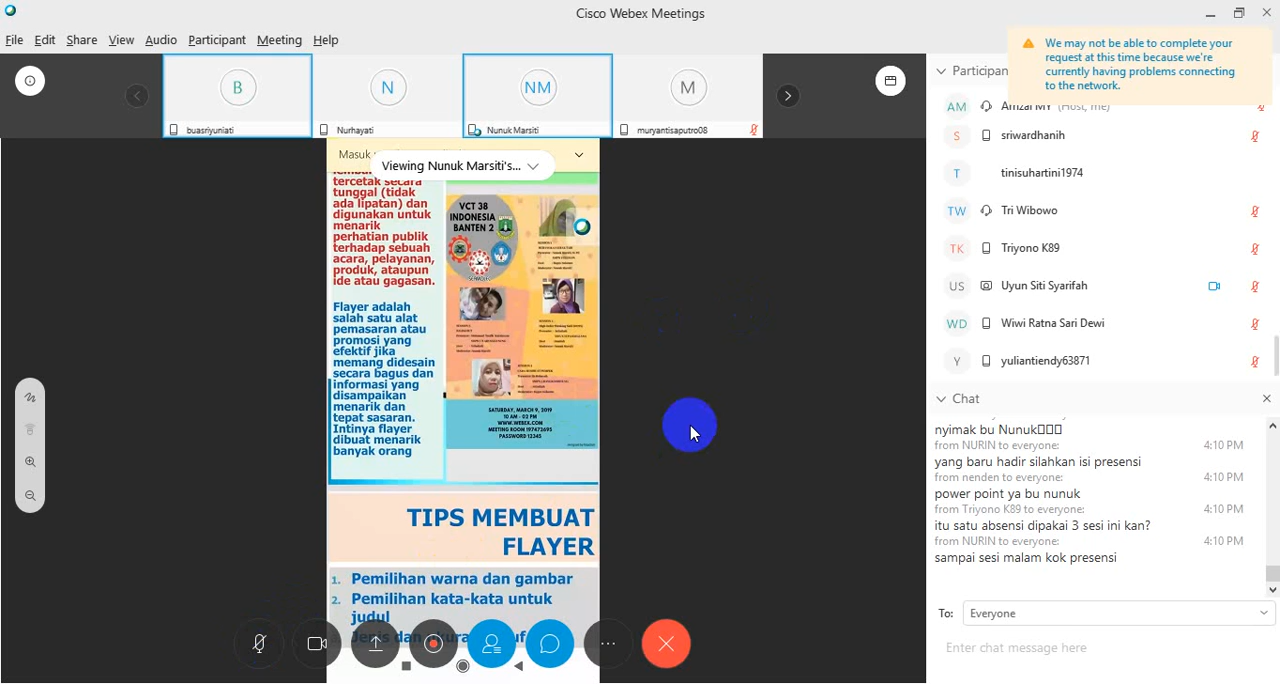 Cisco Webex Meetings
File Edit Share View Audio Participant Meeting Help
We may not be able to complete your
request at this time because we're
currently having problems connecting
to the network.
B
buasriyuniati
N
Nurhayati
NM
Nunuk Marsiti
M
muryantisaputro08
Masuk
Viewing Nunuk Marsiti's...
tercetak secara
tunggal (tidak
ada lipatan) dan
digunakan untuk
menarik
perhatian publik
terhadap sebuah
acara, pelayanan,
produk, ataupun
ide atau gagasan.
Flayer adalah
salah satu alat
pemasaran atau
promosi yang
efektif jika
memang didesain
secara bagus dan
informasi yang
disampaikan
menarik dan
tepat sasaran.
Intinya flayer
dibuat menarik
banyak orang
VCT 38
INDONESIA
BANTEN 2
SATURDAY, MARCH 9, 2019
10 AM - 02 PM
WWW.WEBEX.COM
MEETING ROOM 197473695
PASSWORD 12345
TIPS MEMBUAT
FLAYER
1. Pemilihan warna dan gambar
2. Pemilihan kata-kata untuk
judul
Participan
AM (Host, me)
S sriwardhanih
T tinisuhartini1974
TW Tri Wibowo
TK Triyono K89
US Uyun Siti Syarifah
WD Wiwi Ratna Sari Dewi
Y yuliantiendy63871
Chat
nyimak bu Nunuk
from NURIN to everyone: 4:10 PM
yang baru hadir silahkan isi presensi
from nenden to everyone: 4:10 PM
power point ya bu nunuk
from Triyono K89 to everyone: 4:10 PM
itu satu absensi dipakai 3 sesi ini kan?
from NURIN to everyone: 4:10 PM
sampai sesi malam kok presensi
To: Everyone
Enter chat message here